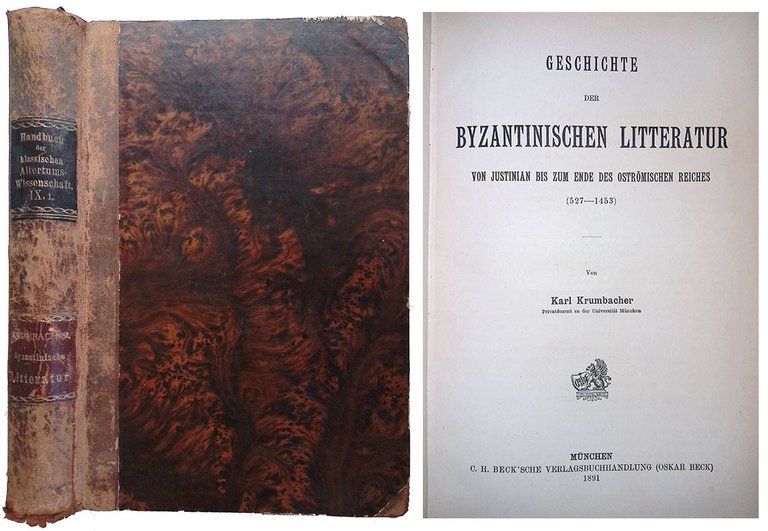 Handbuch
der
klassischen
Altertums-
Wissenschaft.
IX. 1.
KRUMBACHER
Byzantinische
Litteratur
GESCHICHTE
DER
BYZANTINISCHEN LITTERATUR
VON JUSTINIAN BIS ZUM ENDE DES OSTRÖMISCHEN REICHES
(527—1453)
Von
Karl Krumbacher
Privatdozent an der Universität München
MÜNCHEN
C. H. BECK'SCHE VERLAGSBUCHHANDLUNG (OSKAR BECK)
1891